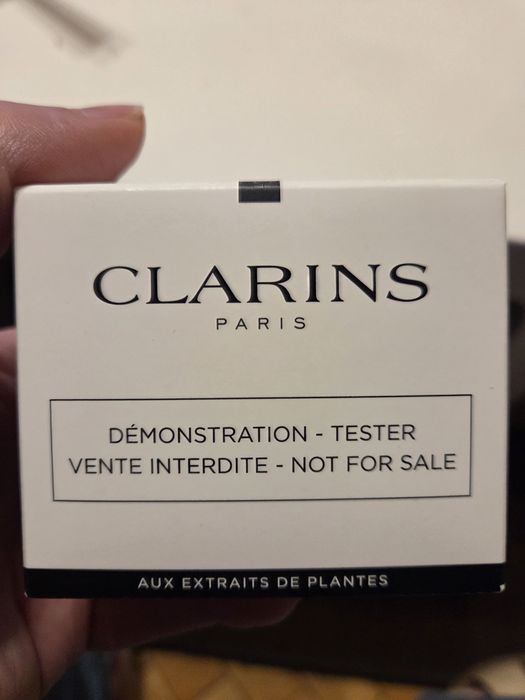 CLARINS
PARIS
DÉMONSTRATION - TESTER
VENTE INTERDITE - NOT FOR SALE
AUX EXTRAITS DE PLANTES